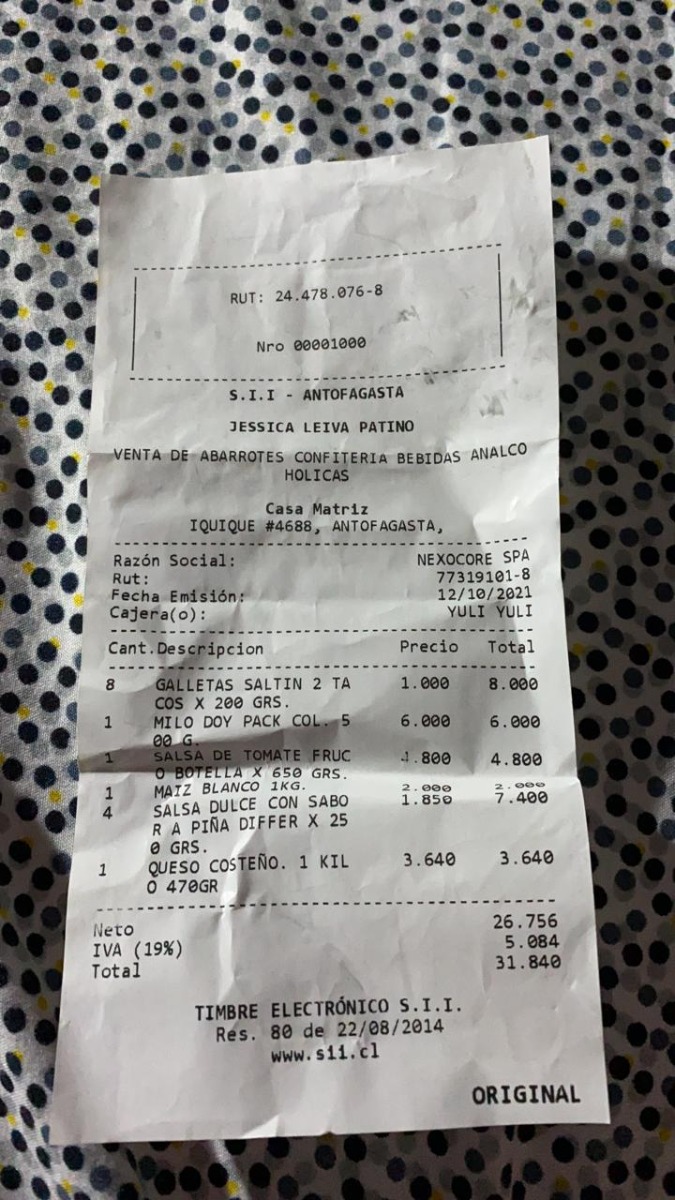 RUT: 24.478.076-8
Nro 00001000
S.I.I - ANTOFAGASTA
JESSICA LEIVA PATINO
VENTA DE ABARROTES CONFITERIA BEBIDAS ANALCO
HOLICAS
Casa Matriz
IQUIQUE #4688, ANTOFAGASTA,
Razón Social: NEXOCORE SPA
Rut: 77319101-8
Fecha Emisión: 12/10/2021
Cajera(o): YULI YULI
Cant.Descripcion Precio Total
8 GALLETAS SALTIN 2 TA 1.000 8.000
COS X 200 GRS.
1 MILO DOY PACK COL. 5 6.000 6.000
00 G.
1 SALSA DE TOMATE FRUC 4.800 4.800
O BOTELLA X 650 GRS.
1 MAIZ BLANCO 1KG. 2.000 2.000
4 SALSA DULCE CON SABO 1.850 7.400
R A PIÑA DIFFER X 25
0 GRS.
1 QUESO COSTEÑO. 1 KIL 3.640 3.640
O 470GR
Neto 26.756
IVA (19%) 5.084
Total 31.840
TIMBRE ELECTRÓNICO S.I.I.
Res. 80 de 22/08/2014
www.sii.cl
ORIGINAL